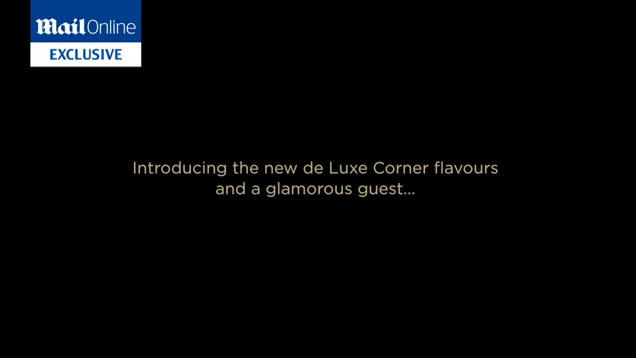 MailOnline
EXCLUSIVE
Introducing the new de Luxe Corner flavours
and a glamorous guest...